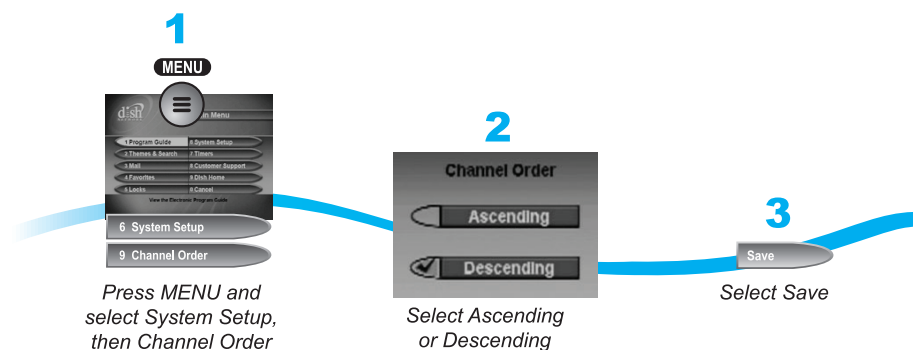 1
MENU
dish
in Menu
1 Program Guide
6 System Setup
2 Themes & Search
7 Timers
3 Mail
8 Customer Support
4 Favorites
9 Dish Home
5 Locks
0 Cancel
View the Electronic Program Guide
6 System Setup
9 Channel Order
Press MENU and
select System Setup,
then Channel Order
2
Channel Order
Ascending
Descending
Select Ascending
or Descending
3
Save
Select Save